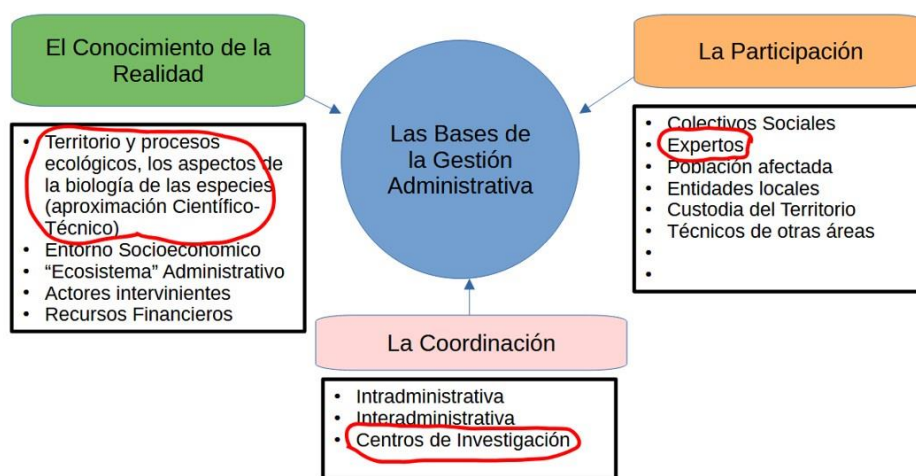 El Conocimiento de la
Realidad
• Territorio y procesos
ecológicos, los aspectos de
la biología de las especies
(aproximación Científico-
Técnico)
• Entorno Socioeconómico
• “Ecosistema” Administrativo
• Actores intervinientes
• Recursos Financieros
Las Bases de
la Gestión
Administrativa
La Participación
• Colectivos Sociales
• Expertos
• Población afectada
• Entidades locales
• Custodia del Territorio
• Técnicos de otras áreas
•
•
La Coordinación
• Intradministrativa
• Interadministrativa
• Centros de Investigación